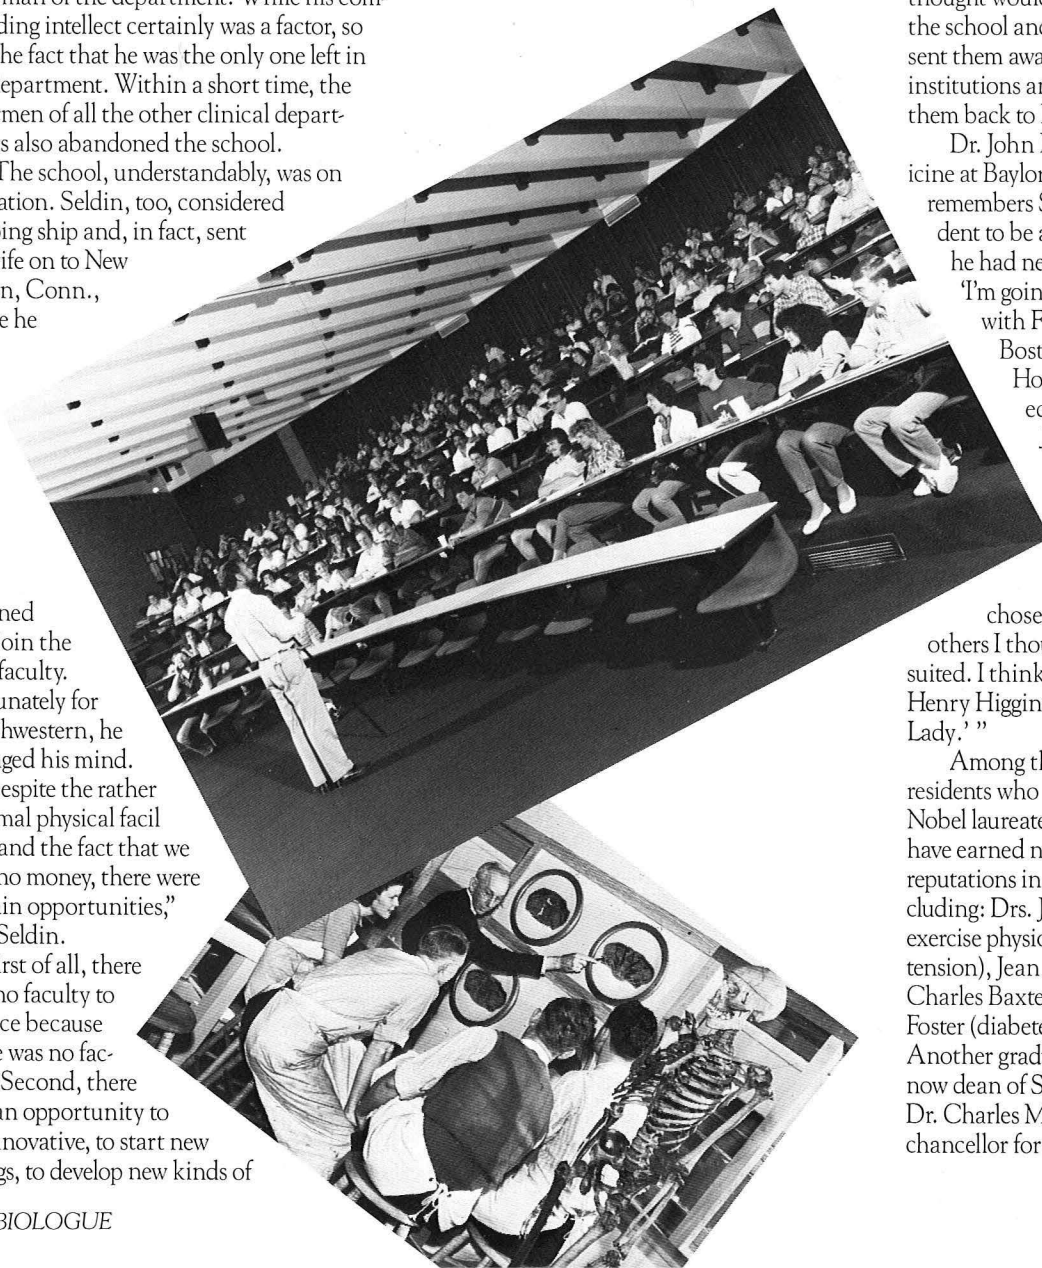 man of the department. While his com-
ding intellect certainly was a factor, so
he fact that he was the only one left in
epartment. Within a short time, the
rmen of all the other clinical depart-
s also abandoned the school.
The school, understandably, was on
ation. Seldin, too, considered
ping ship and, in fact, sent
ife on to New
n, Conn.,
e he
ned
oin the
faculty.
unately for
hwestern, he
ged his mind.
espite the rather
mal physical facil
and the fact that we
no money, there were
in opportunities,”
Seldin.
rst of all, there
no faculty to
ce because
e was no fac-
Second, there
an opportunity to
nnovative, to start new
gs, to develop new kinds of
BIOLOGUE
thought would
the school and
sent them awa
institutions an
them back to
Dr. John
icine at Baylor
remembers S
dent to be a
he had ne
‘I’m goin
with F
Bost
Ho
ec
chose
others I thou
suited. I think
Henry Higgin
Lady.’ ”
Among th
residents who
Nobel laureate
have earned n
reputations in
cluding: Drs. J
exercise physic
tension), Jean
Charles Baxte
Foster (diabete
Another grad
now dean of S
Dr. Charles M
chancellor for